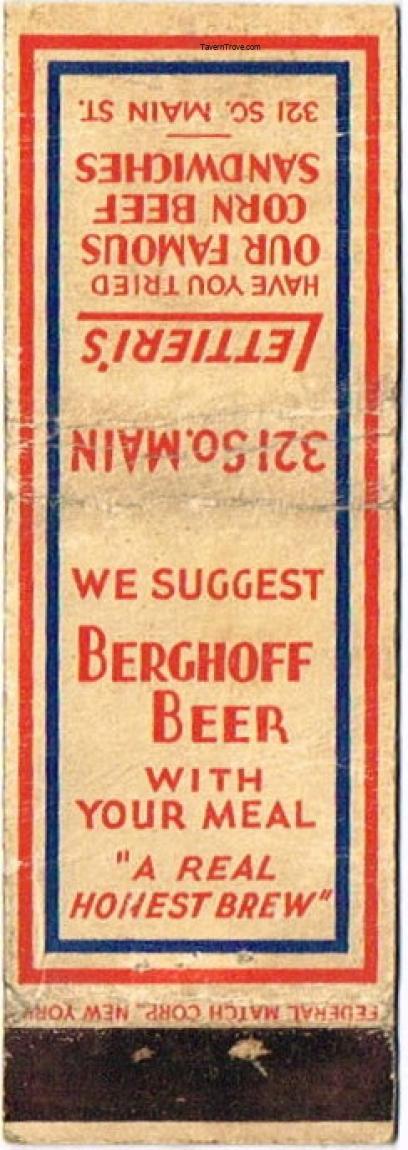 TavernTrove.com
LETTIERI'S
HAVE YOU TRIED
OUR FAMOUS
CORN BEEF
SANDWICHES
321 SO. MAIN ST.
321 So. MAIN
WE SUGGEST
BERGHOFF
BEER
WITH
YOUR MEAL
"A REAL
HONEST BREW"
FEDERAL MATCH CORP., NEW YORK